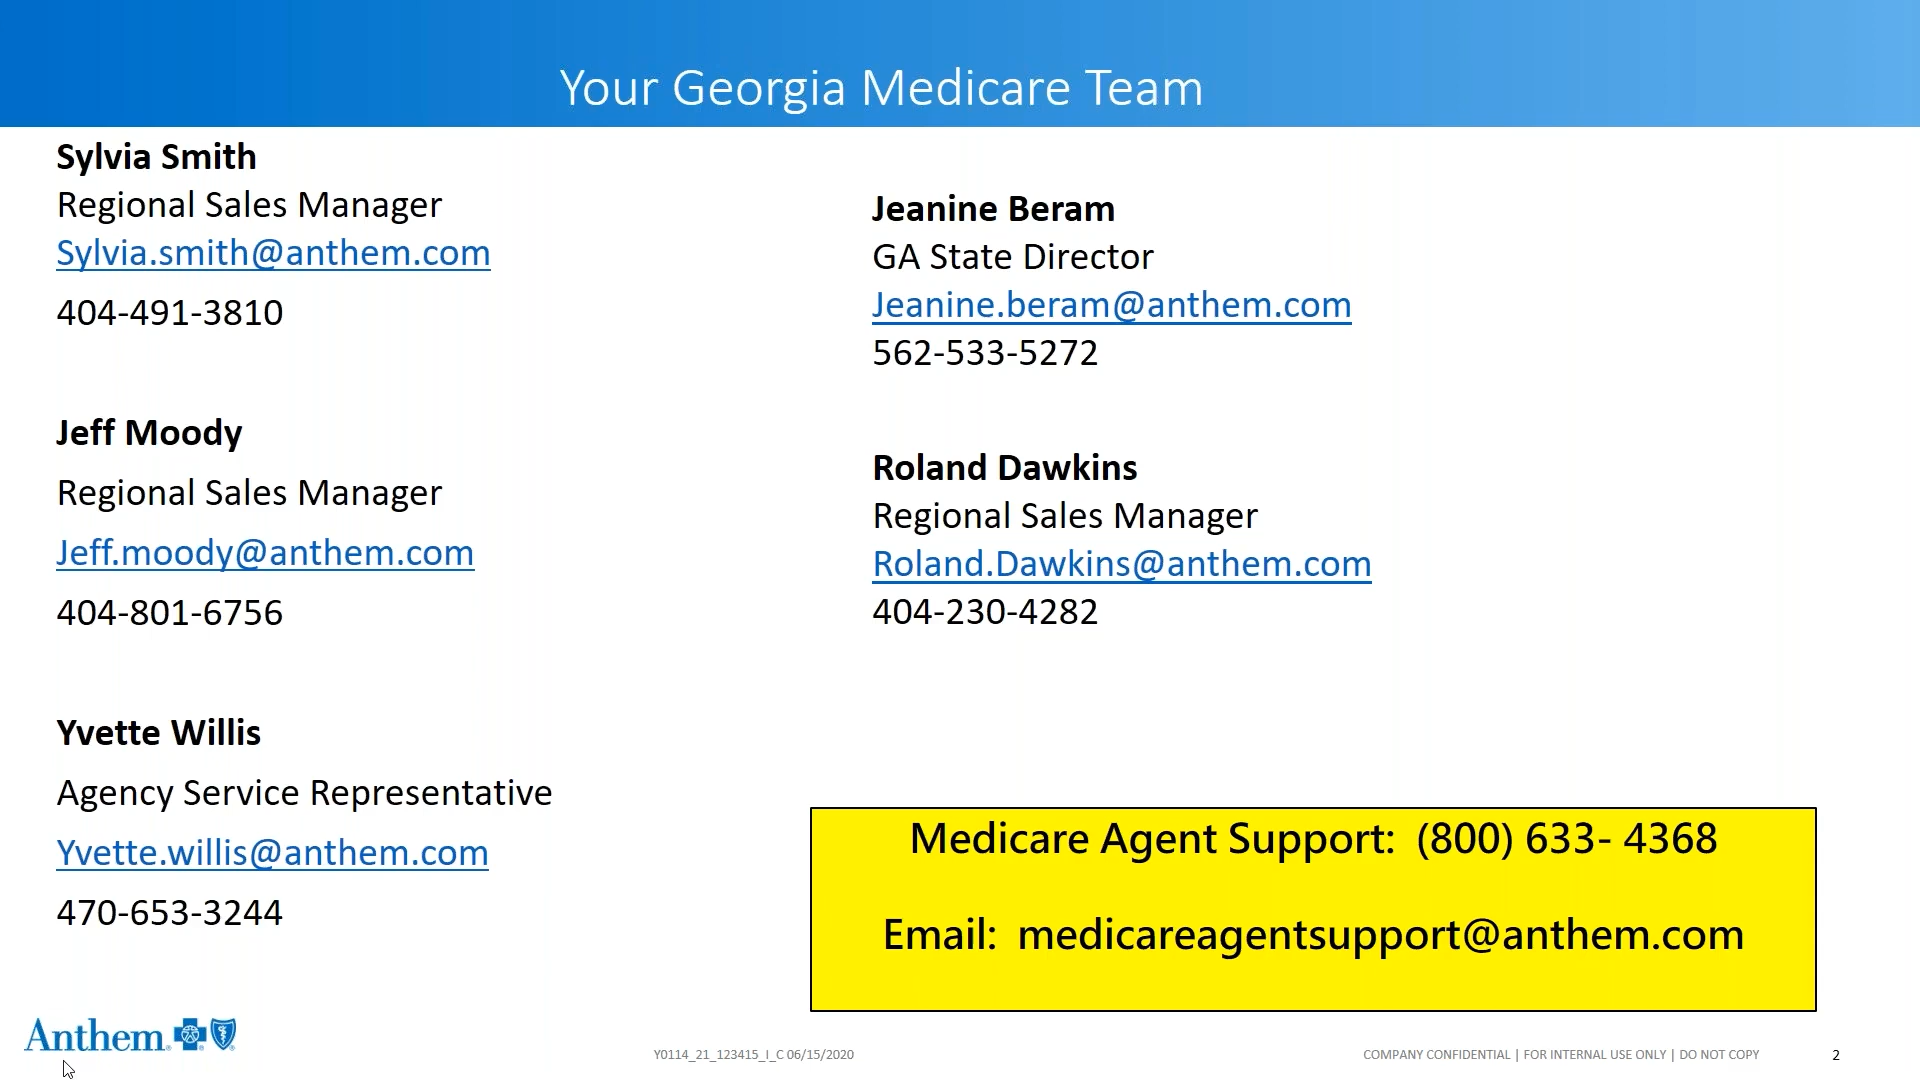 Your Georgia Medicare Team
Sylvia Smith
Regional Sales Manager
Sylvia.smith@anthem.com
404-491-3810
Jeff Moody
Regional Sales Manager
Jeff.moody@anthem.com
404-801-6756
Yvette Willis
Agency Service Representative
Yvette.willis@anthem.com
470-653-3244
Jeanine Beram
GA State Director
Jeanine.beram@anthem.com
562-533-5272
Roland Dawkins
Regional Sales Manager
Roland.Dawkins@anthem.com
404-230-4282
Medicare Agent Support:  (800) 633- 4368
Email:  medicareagentsupport@anthem.com
Anthem
Y0114_21_123415_I_C 06/15/2020
COMPANY CONFIDENTIAL | FOR INTERNAL USE ONLY | DO NOT COPY
2